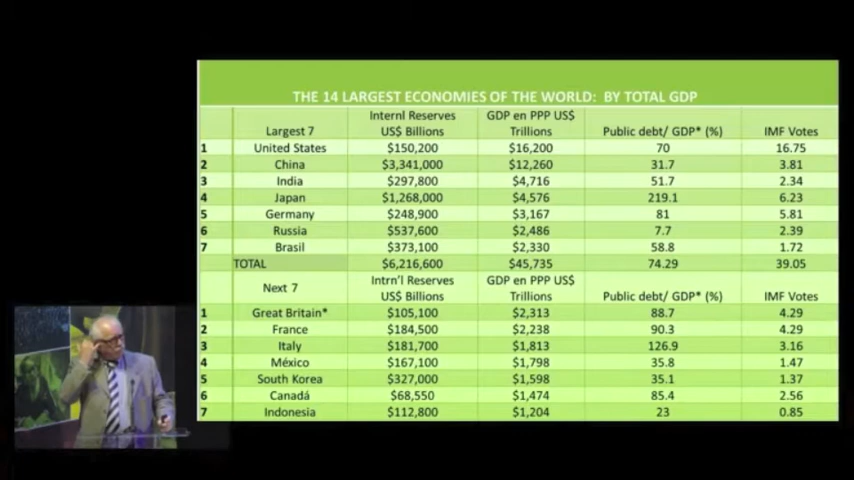 THE 14 LARGEST ECONOMIES OF THE WORLD: BY TOTAL GDP
Largest 7 Internl Reserves US$ Billions GDP en PPP US$ Trillions Public debt/ GDP* (%) IMF Votes
1 United States $150,200 $16,200 70 16.75
2 China $3,341,000 $12,260 31.7 3.81
3 India $297,800 $4,716 51.7 2.34
4 Japan $1,268,000 $4,576 219.1 6.23
5 Germany $248,900 $3,167 81 5.81
6 Russia $537,600 $2,486 7.7 2.39
7 Brasil $373,100 $2,330 58.8 1.72
TOTAL $6,216,600 $45,735 74.29 39.05
Next 7 Intrn'l Reserves US$ Billions GDP en PPP US$ Trillions Public debt/ GDP* (%) IMF Votes
1 Great Britain* $105,100 $2,313 88.7 4.29
2 France $184,500 $2,238 90.3 4.29
3 Italy $181,700 $1,813 126.9 3.16
4 México $167,100 $1,798 35.8 1.47
5 South Korea $327,000 $1,598 35.1 1.37
6 Canadá $68,550 $1,474 85.4 2.56
7 Indonesia $112,800 $1,204 23 0.85